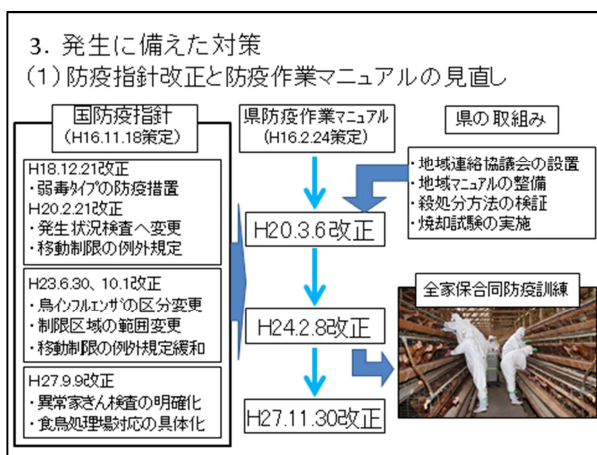 3. 発生に備えた対策
(1)防疫指針改正と防疫作業マニュアルの見直し
国防疫指針
(H16.11.18策定)
H18.12.21改正
・弱毒ﾀｲﾌﾟの防疫措置
H20.2.21改正
・発生状況検査へ変更
・移動制限の例外規定
H23.6.30、10.1改正
・鳥ｲﾝﾌﾙｴﾝｻﾞの区分変更
・制限区域の範囲変更
・移動制限の例外規定緩和
H27.9.9改正
・異常家きん検査の明確化
・食鳥処理場対応の具体化
県防疫作業マニュアル
(H16.2.24策定)
H20.3.6改正
H24.2.8改正
H27.11.30改正
県の取組み
・地域連絡協議会の設置
・地域ﾏﾆｭｱﾙの整備
・殺処分方法の検証
・焼却試験の実施
全家保合同防疫訓練